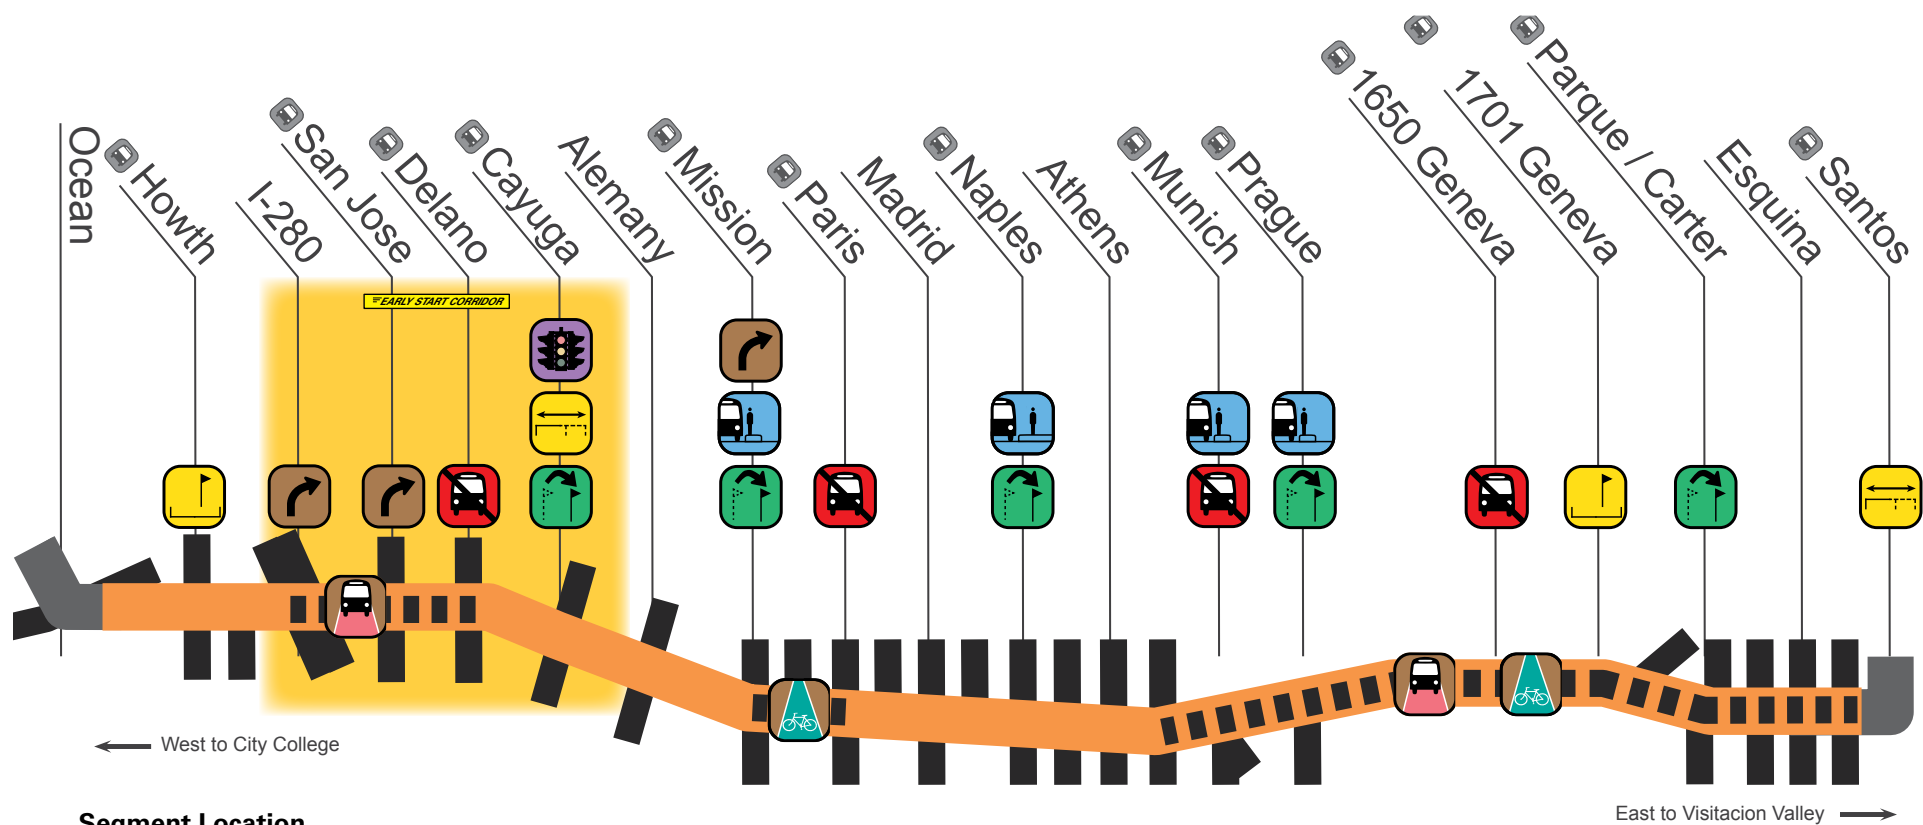 Ocean
Howth
I-280
San Jose
Delano
Cayuga
Alemany
Mission
Paris
Madrid
Naples
Athens
Munich
Prague
1650 Geneva
1701 Geneva
Parque / Carter
Esquina
Santos
EARLY START CORRIDOR
West to City College
East to Visitacion Valley
Segment Location